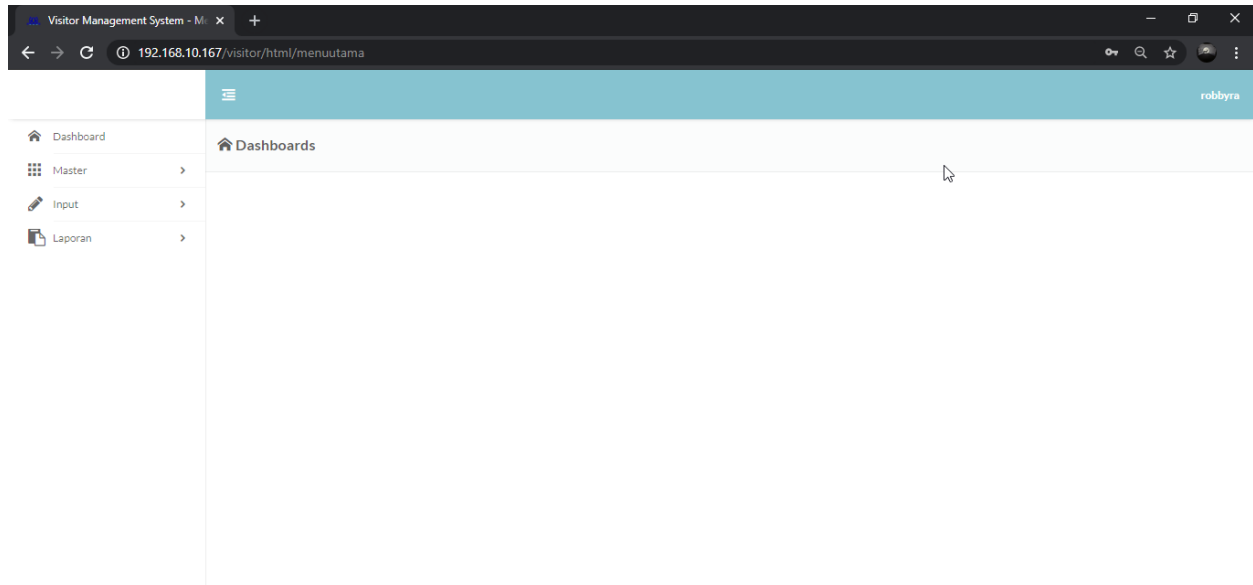 Visitor Management System - M
192.168.10.167/visitor/html/menuutama
robbyra
Dashboard
Dashboards
Master
Input
Laporan